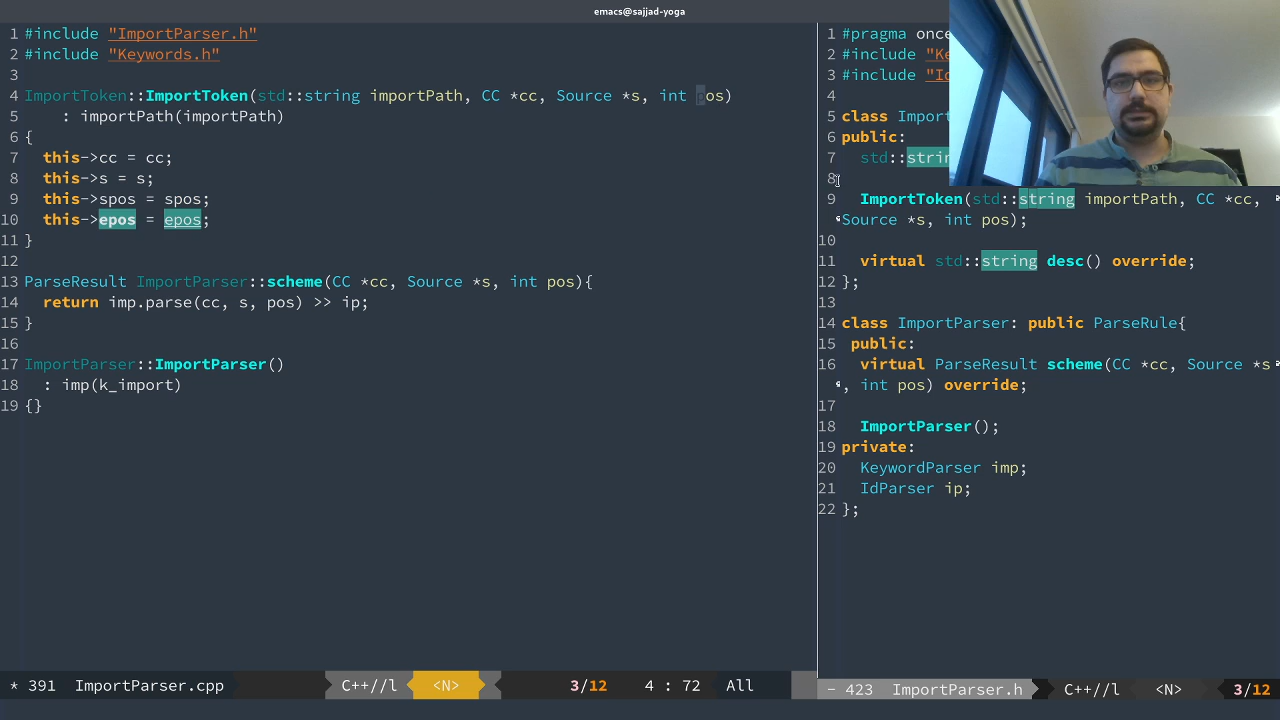 emacs@sajjad-yoga
1 #include "ImportParser.h"
2 #include "Keywords.h"
3
4 ImportToken::ImportToken(std::string importPath, CC *cc, Source *s, int pos)
5     : importPath(importPath)
6 {
7   this->cc = cc;
8   this->s = s;
9   this->spos = spos;
10   this->epos = epos;
11 }
12
13 ParseResult ImportParser::scheme(CC *cc, Source *s, int pos){
14   return imp.parse(cc, s, pos) >> ip;
15 }
16
17 ImportParser::ImportParser()
18   : imp(k_import)
19 {}
* 391 ImportParser.cpp C++//l <N> 3/12 4 : 72 All
1 #pragma once
2 #include
3 #include
4
5 class
6 public:
7   std::
8
9   ImportToken(std::string importPath, CC *cc,
Source *s, int pos);
10
11   virtual std::string desc() override;
12 };
13
14 class ImportParser: public ParseRule{
15  public:
16   virtual ParseResult scheme(CC *cc, Source *s
, int pos) override;
17
18   ImportParser();
19 private:
20   KeywordParser imp;
21   IdParser ip;
22 };
- 423 ImportParser.h C++//l <N> 3/12